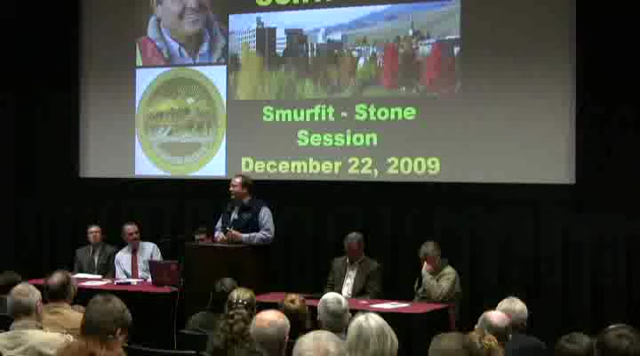 Smurfit - Stone
Session
December 22, 2009